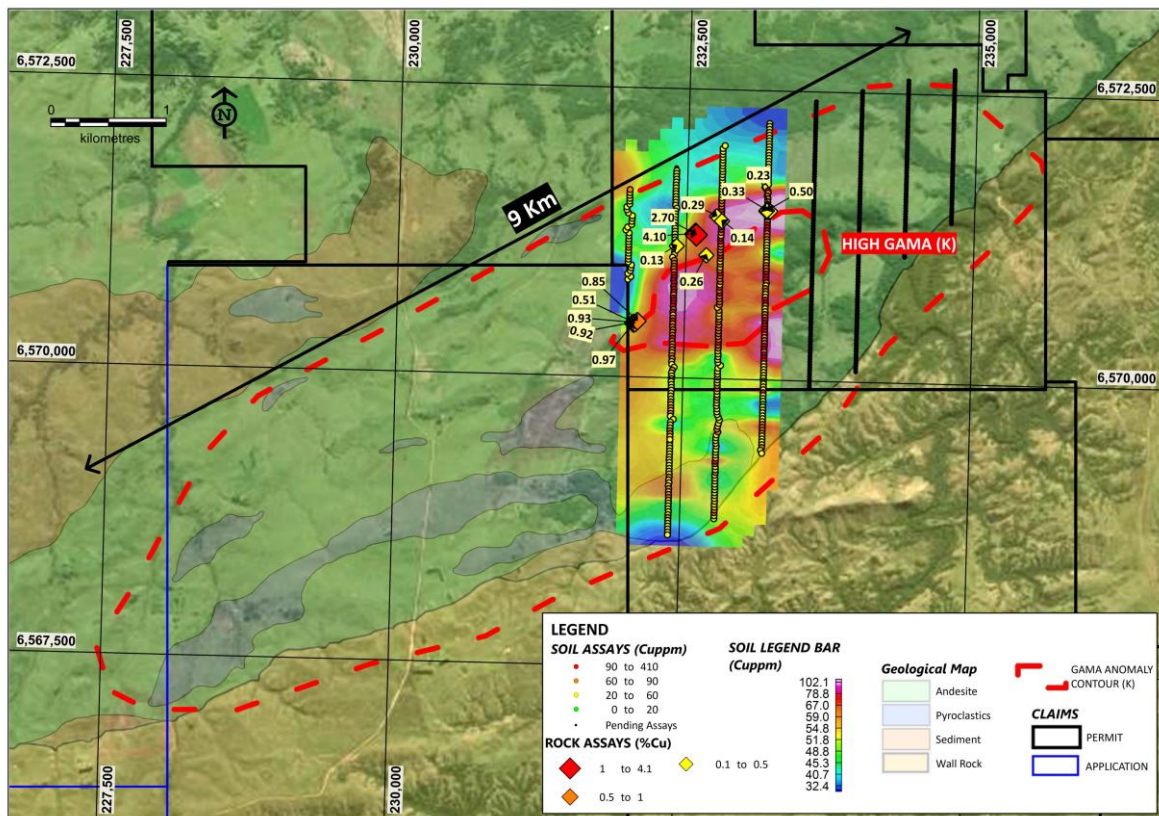 227,500
230,000
232,500
235,000
6,572,500
6,572,500
0 1
kilometres
N
9 Km
0.23
0.33
0.50
0.29
2.70
4.10
0.14
0.13
0.26
HIGH GAMA (K)
0.85
0.51
0.93
0.92
0.97
6,570,000
6,570,000
6,567,500
227,500
230,000
LEGEND
SOIL ASSAYS (Cuppm)
90 to 410
60 to 90
20 to 60
0 to 20
Pending Assays
ROCK ASSAYS (%Cu)
1 to 4.1
0.1 to 0.5
0.5 to 1
SOIL LEGEND BAR
(Cuppm)
102.1
78.8
67.0
59.0
54.8
51.8
48.8
45.3
40.7
32.4
Geological Map
Andesite
Pyroclastics
Sediment
Wall Rock
GAMA ANOMALY
CONTOUR (K)
CLAIMS
PERMIT
APPLICATION